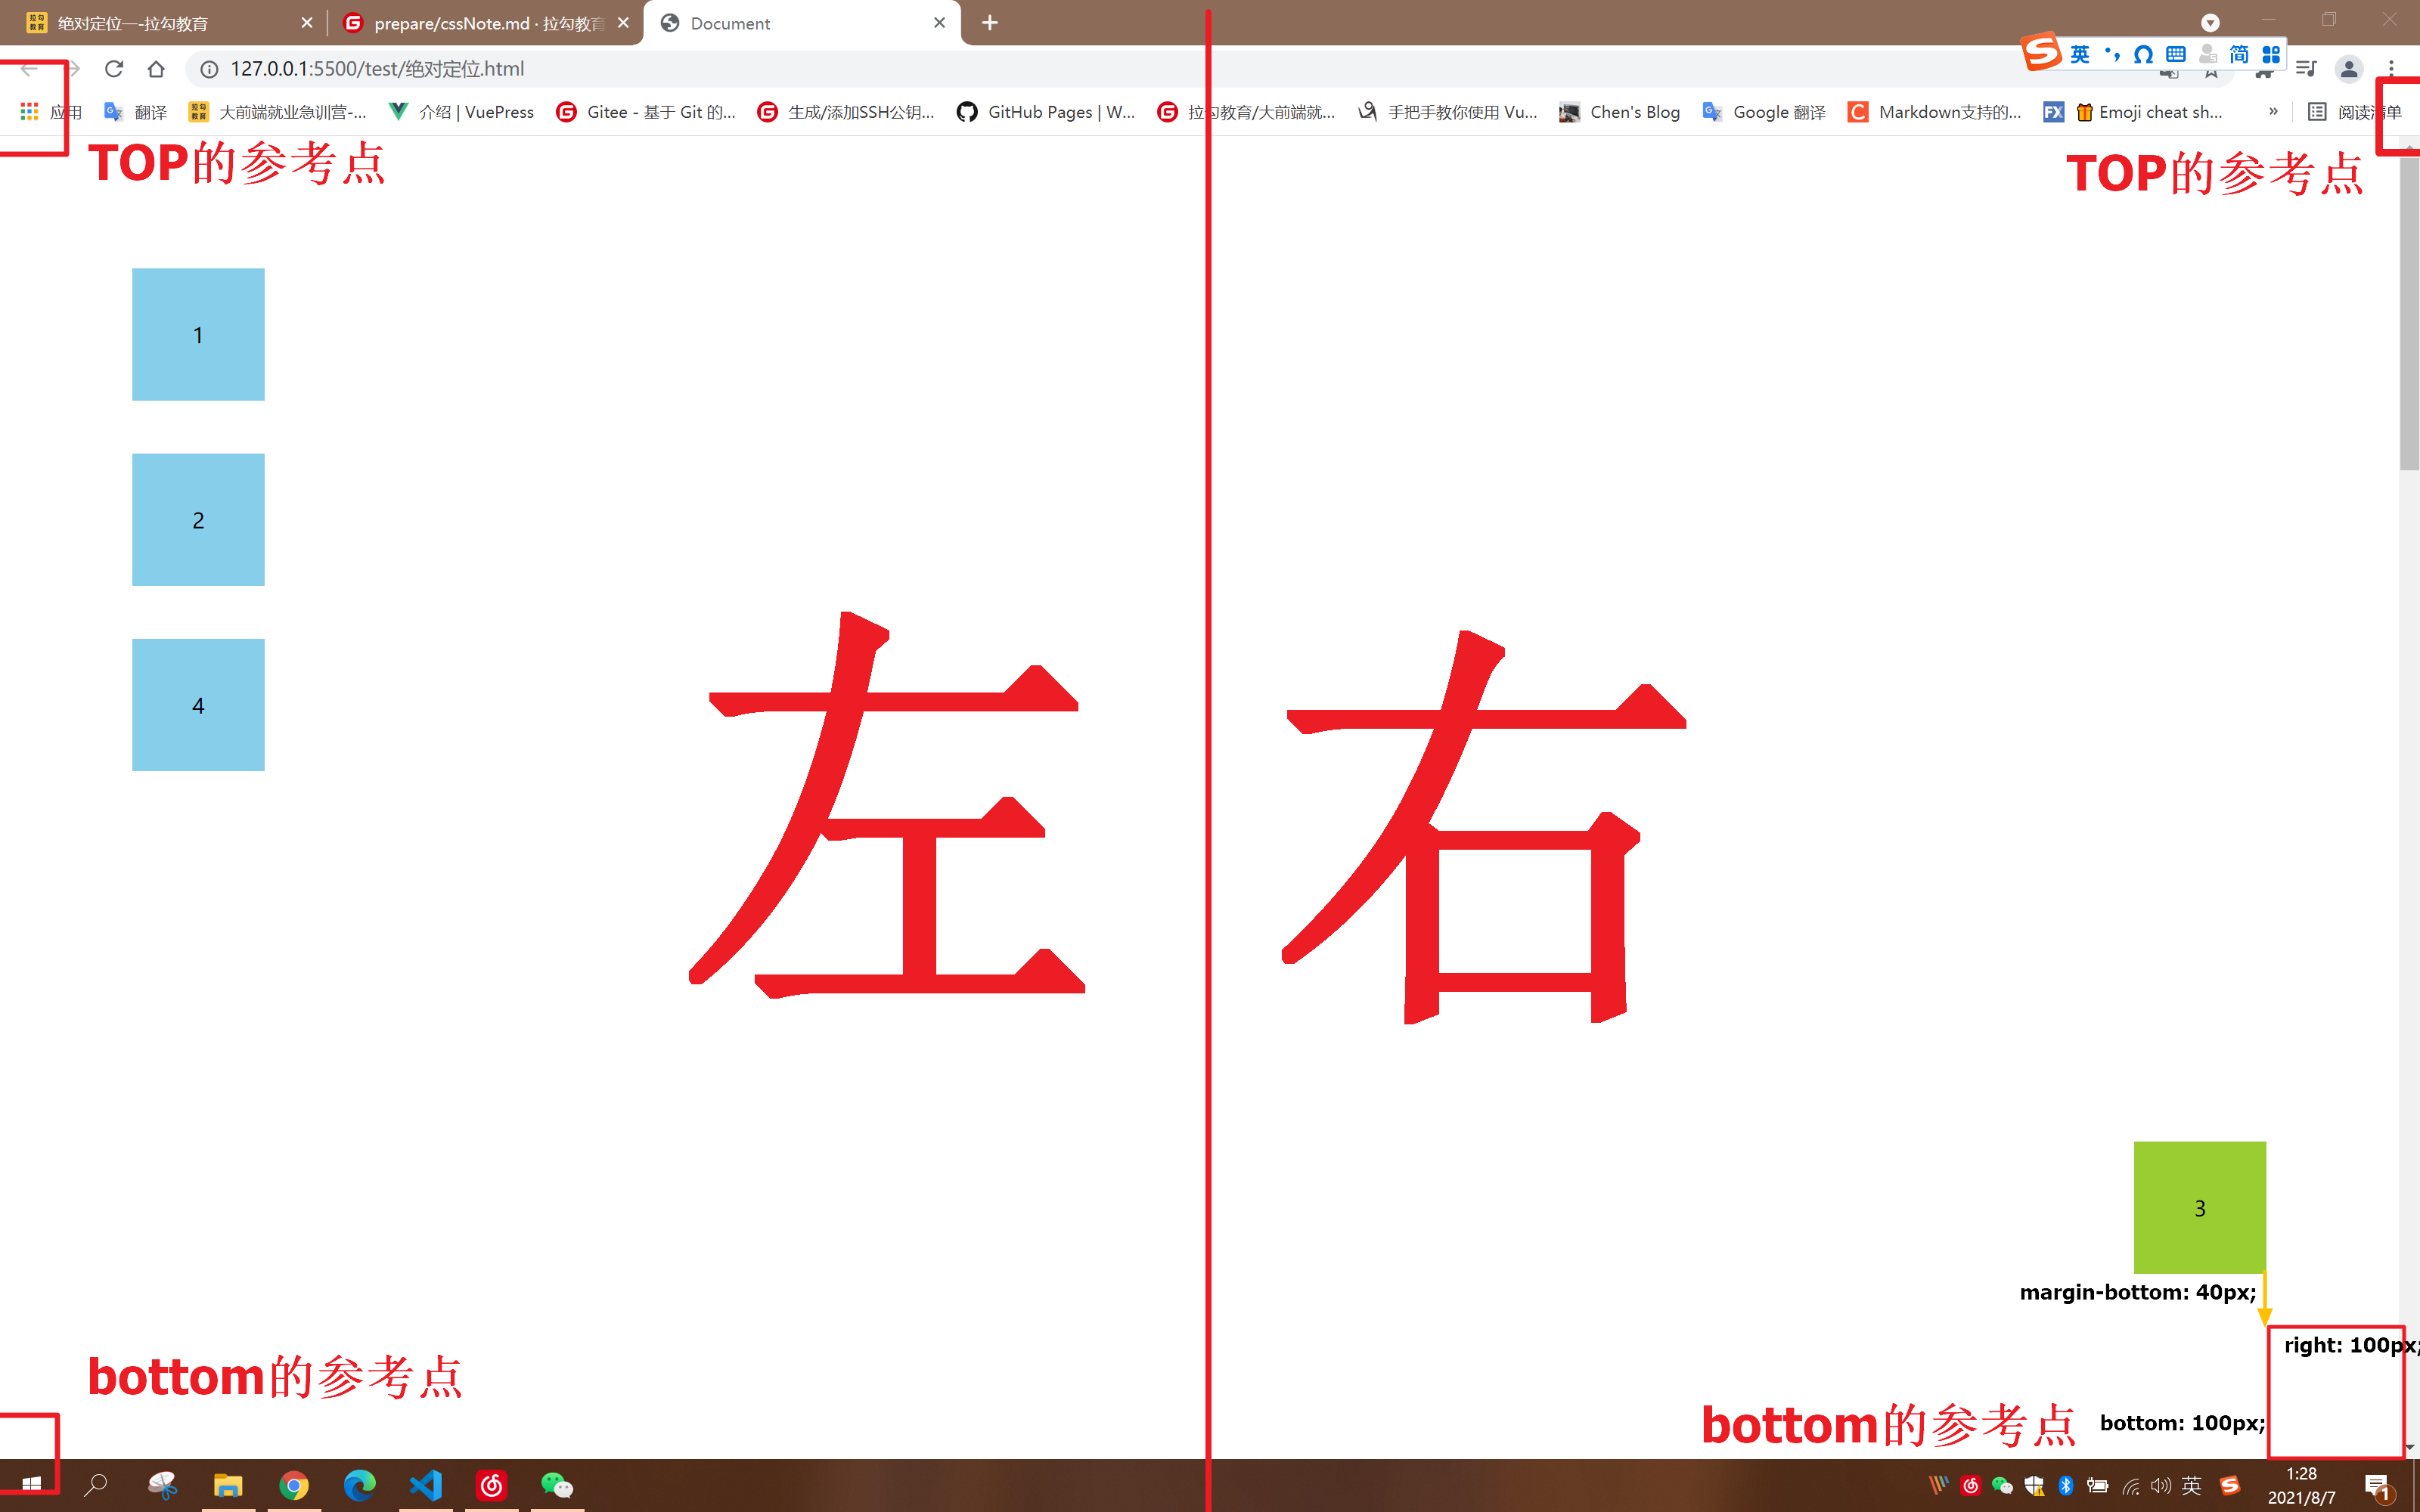 绝对定位一-拉勾教育
prepare/cssNote.md · 拉勾教育
Document
127.0.0.1:5500/test/绝对定位.html
英
简
应用
翻译
拉勾教育
大前端就业急训营-...
介绍 | VuePress
Gitee - 基于 Git 的...
生成/添加SSH公钥...
GitHub Pages | W...
拉勾教育/大前端就...
手把手教你使用 Vu...
Chen's Blog
Google 翻译
Markdown支持的...
FX
Emoji cheat sh...
»
阅读清单
TOP的参考点
TOP的参考点
1
2
4
左
右
3
margin-bottom: 40px;
right: 100px;
bottom的参考点
bottom的参考点
bottom: 100px;
英
1:28
2021/8/7
1